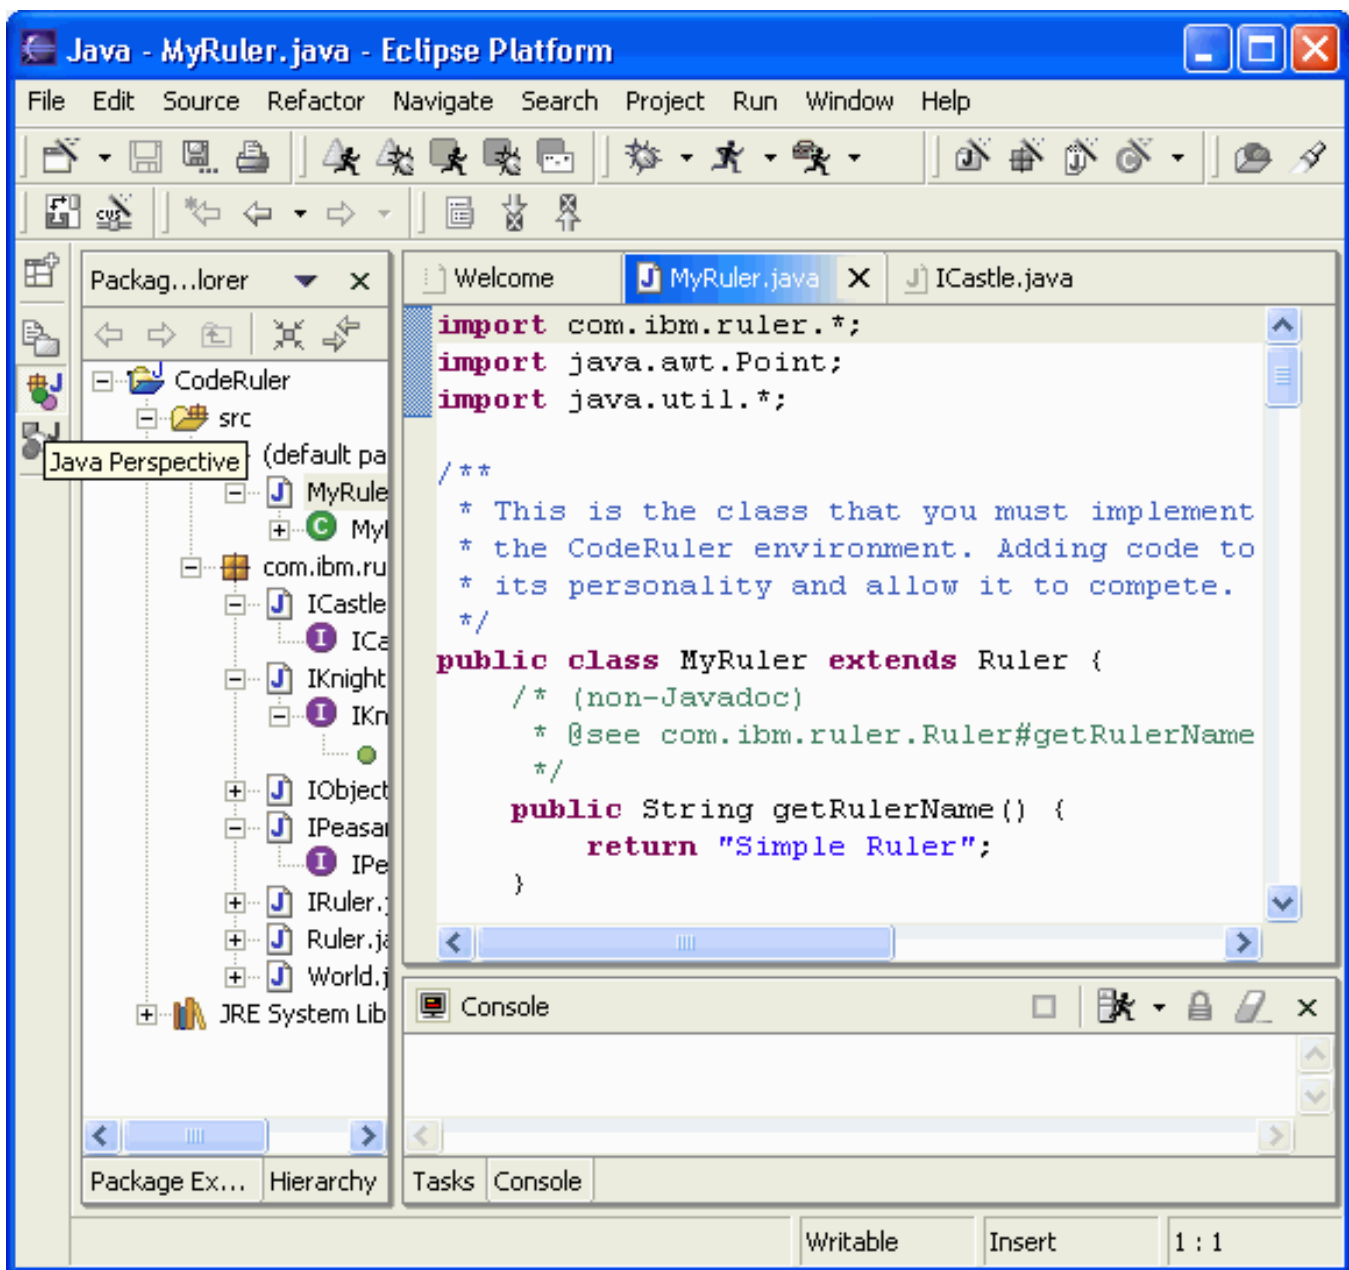 Java - MyRuler.java - Eclipse Platform
File Edit Source Refactor Navigate Search Project Run Window Help
Packag...lorer
Welcome MyRuler.java ICastle.java
CodeRuler
src
(default pa
Java Perspective
MyRule
com.ibm.ru
ICastle
ICa
IKnight
IKn
IObject
IPeasa
IPe
IRuler.
Ruler.ja
World.j
JRE System Lib
Package Ex... Hierarchy
import com.ibm.ruler.*;
import java.awt.Point;
import java.util.*;
/**
* This is the class that you must implement
* the CodeRuler environment. Adding code to
* its personality and allow it to compete.
*/
public class MyRuler extends Ruler {
/* (non-Javadoc)
* @see com.ibm.ruler.Ruler#getRulerName
*/
public String getRulerName() {
return "Simple Ruler";
}
Console
Tasks Console
Writable Insert 1 : 1